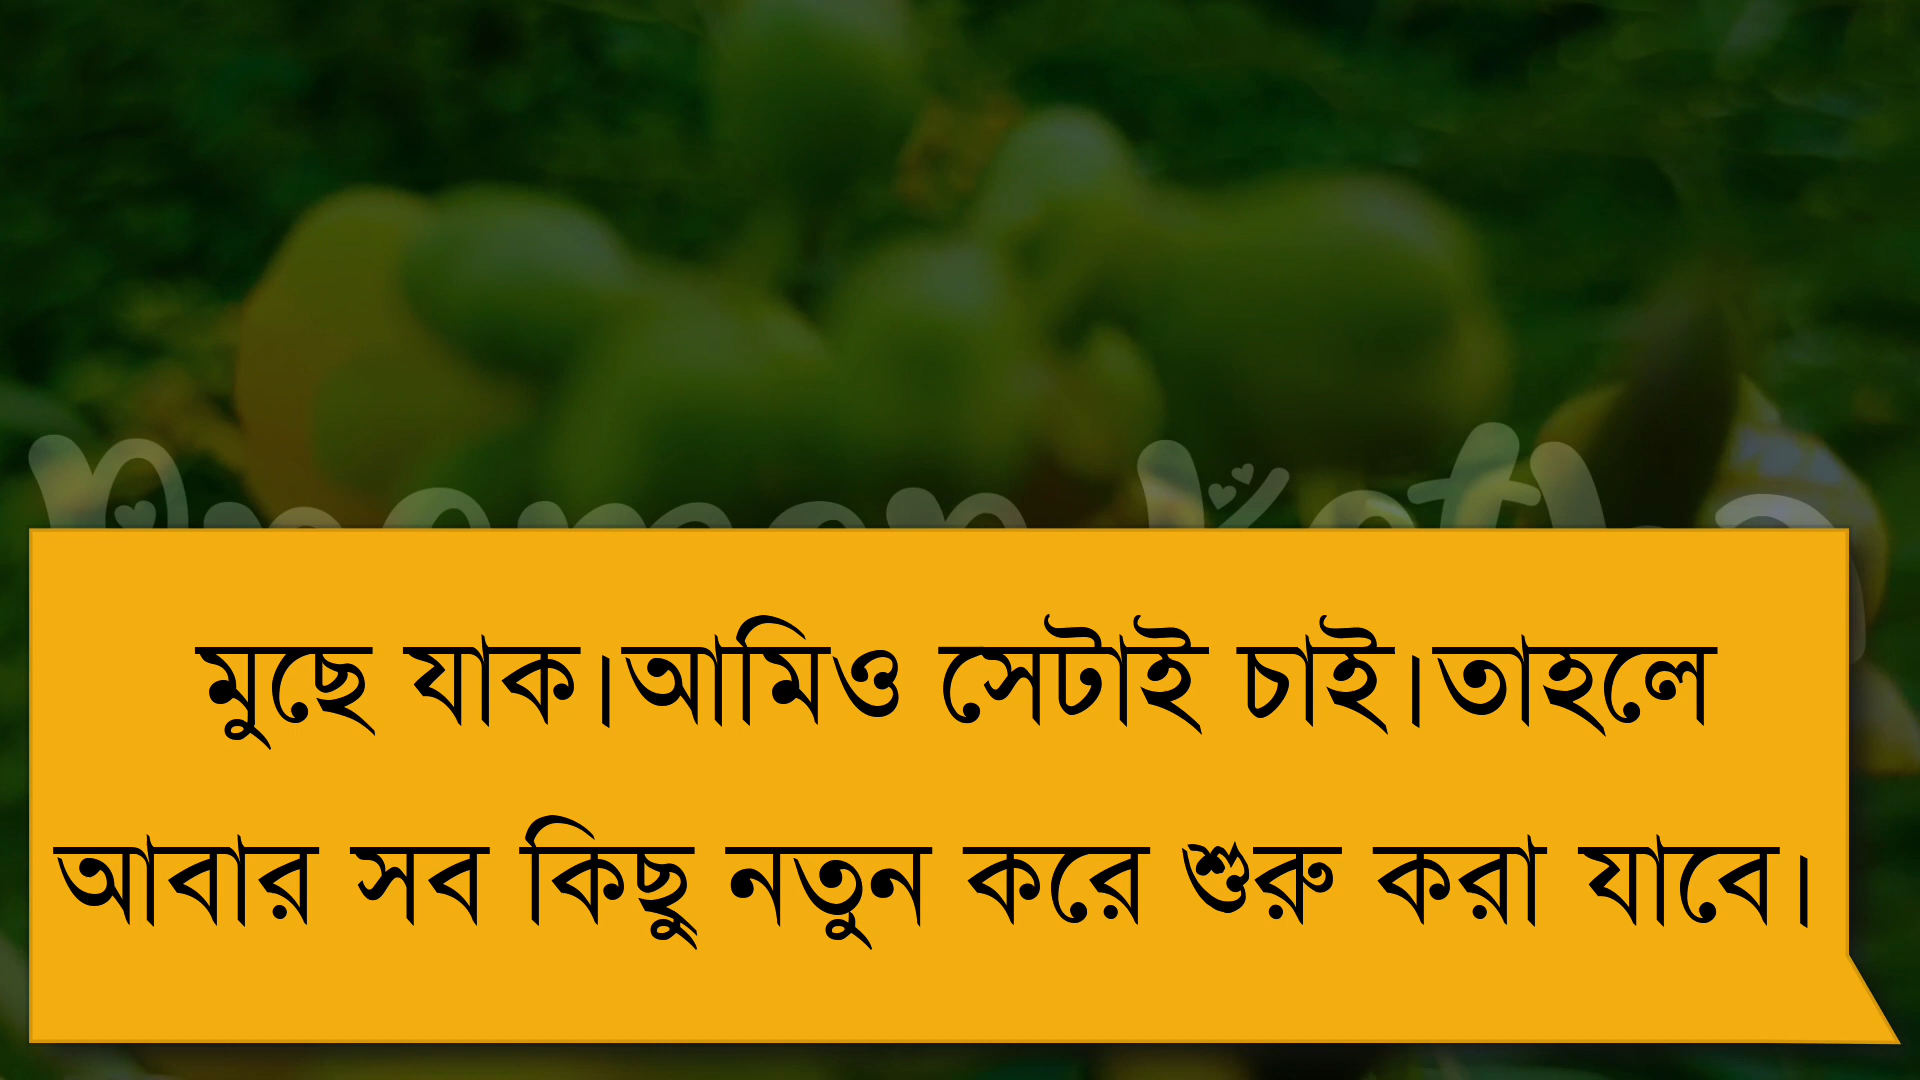 মুছে যাক।আমিও সেটাই চাই।তাহলে
আবার সব কিছু নতুন করে শুরু করা যাবে।